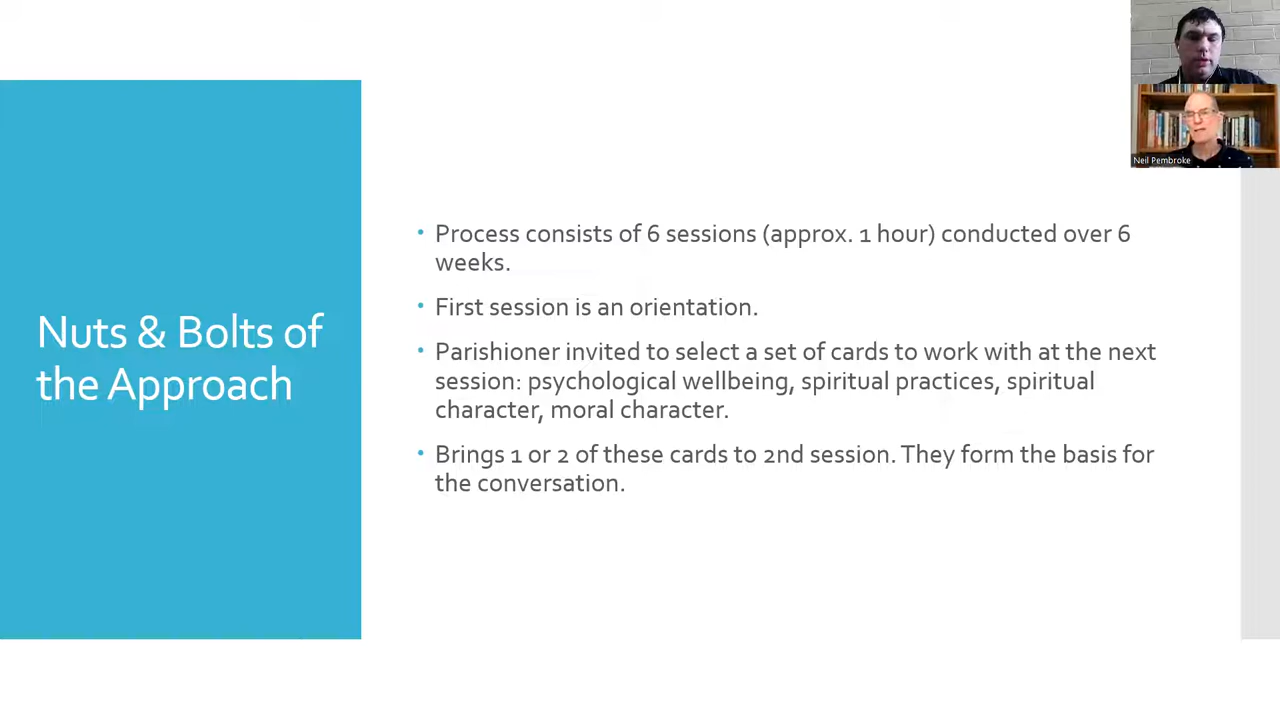 Neil Pembroke
Nuts & Bolts of
the Approach
• Process consists of 6 sessions (approx. 1 hour) conducted over 6
weeks.
• First session is an orientation.
• Parishioner invited to select a set of cards to work with at the next
session: psychological wellbeing, spiritual practices, spiritual
character, moral character.
• Brings 1 or 2 of these cards to 2nd session. They form the basis for
the conversation.